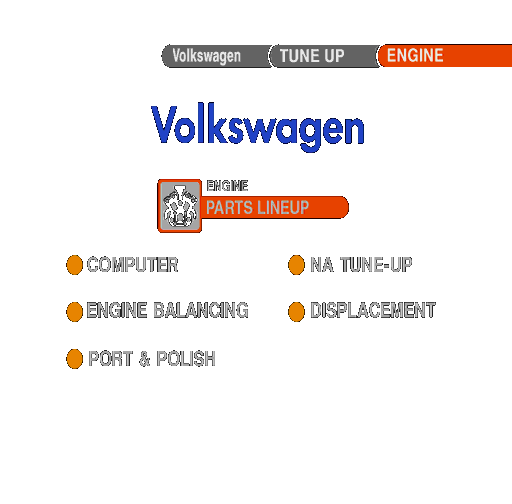 Volkswagen TUNE UP ENGINE
Volkswagen
ENGINE
PARTS LINEUP
COMPUTER
NA TUNE-UP
ENGINE BALANCING
DISPLACEMENT
PORT & POLISH